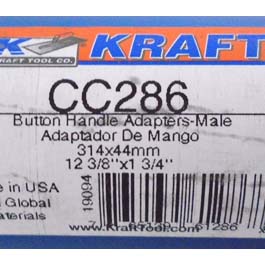 K KRAFT
KRAFT TOOL CO.
CC286
Button Handle Adapters-Male
Adaptador De Mango
314x44mm
12 3/8"x1 3/4"
in USA
Global
19094
www.KraftTool.com